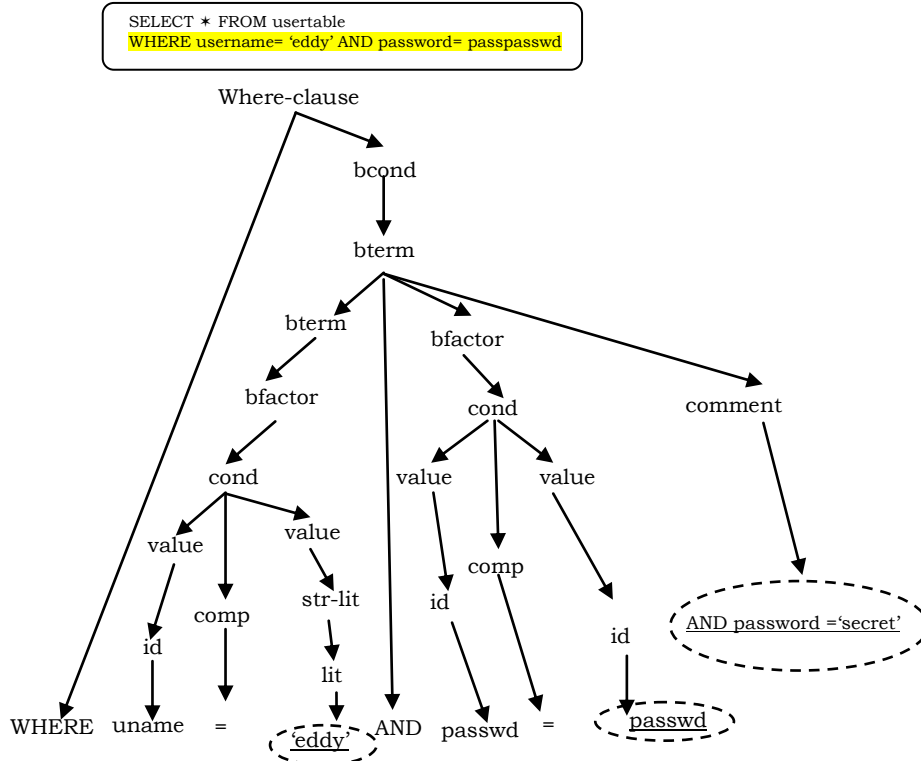 SELECT ∗ FROM usertable
WHERE username= ‘eddy’ AND password= passpasswd
Where-clause
bcond
bterm
bterm
bfactor
bfactor
comment
cond
cond
value
value
value
value
comp
str-lit
id
comp
id
AND password =‘secret’
id
lit
WHERE uname = ‘eddy’ AND passwd = passwd